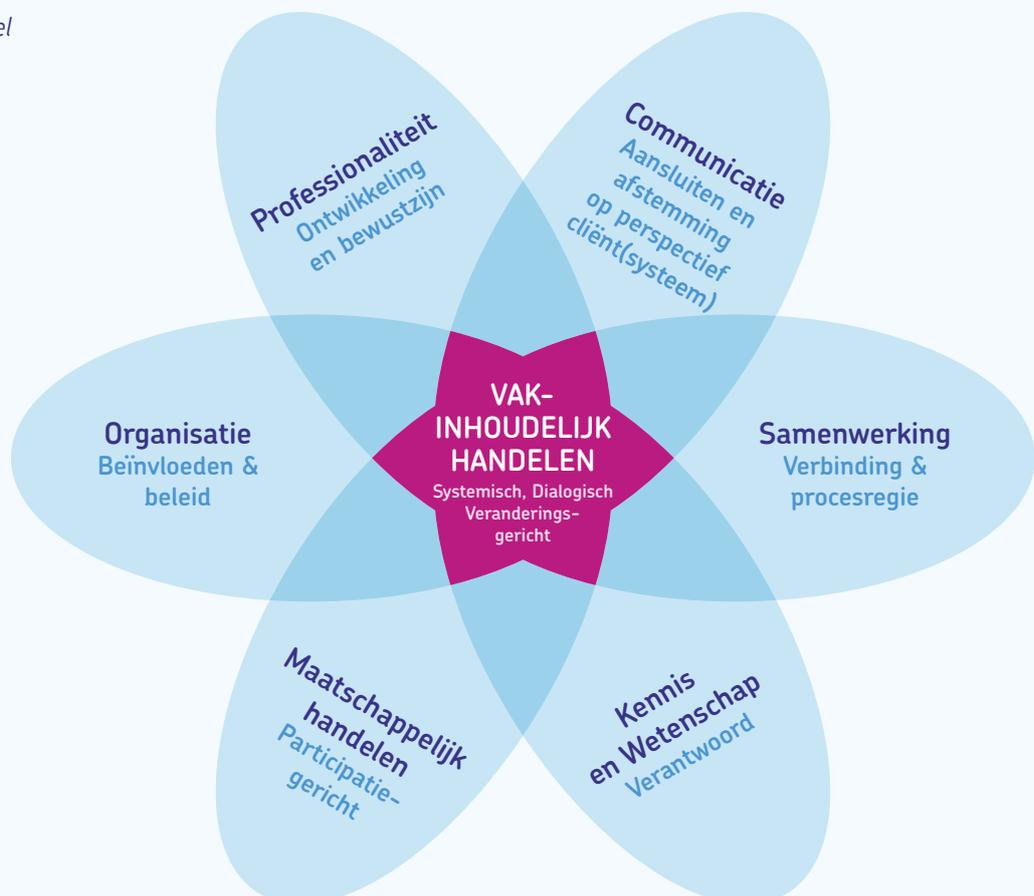 el
Professionaliteit
Ontwikkeling
en bewustzijn
Communicatie
Aansluiten en
afstemming
op perspectief
cliënt(systeem)
Organisatie
Beïnvloeden &
beleid
VAK-
INHOUDELIJK
HANDELEN
Systemisch, Dialogisch
Veranderings-
gericht
Samenwerking
Verbinding &
procesregie
Maatschappelijk
handelen
Participatie-
gericht
Kennis
en Wetenschap
Verantwoord